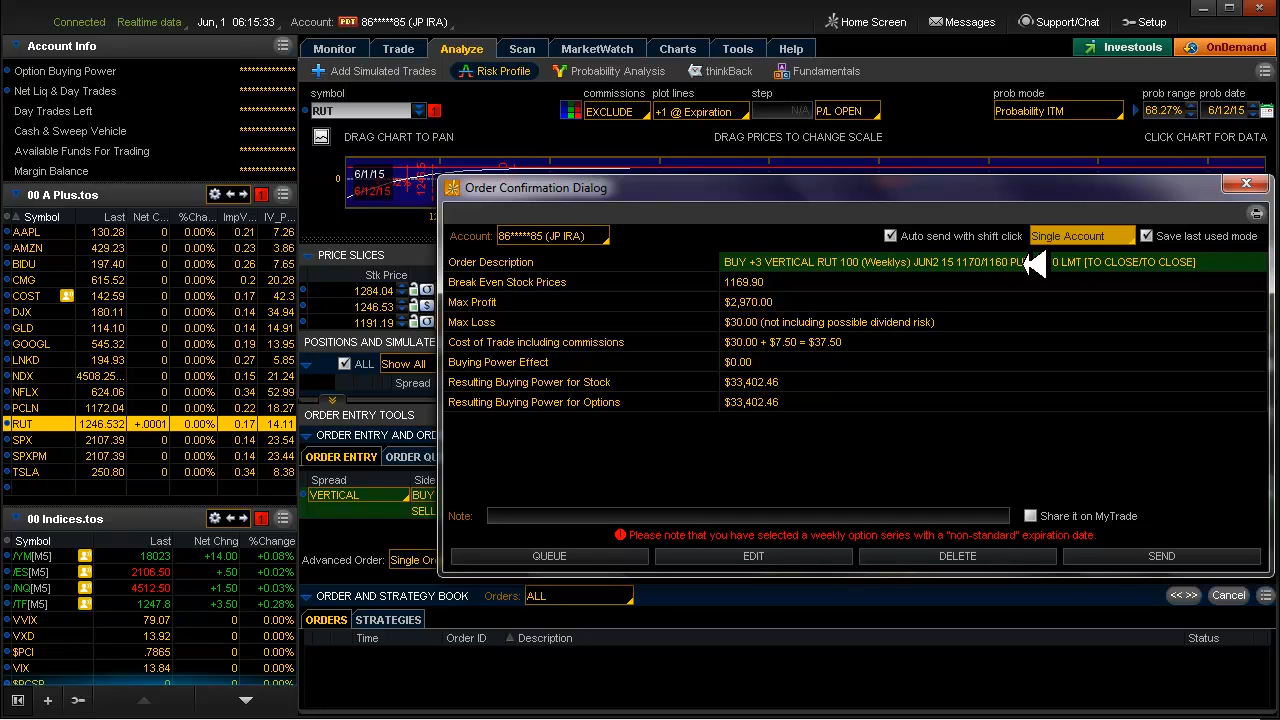 Connected Realtime data Jun, 1 06:15:33 Account: PDT 86*****85 (JP IRA) Home Screen Messages Support/Chat Setup
Account Info
Option Buying Power **************
Net Liq & Day Trades **************
Day Trades Left **************
Cash & Sweep Vehicle **************
Available Funds For Trading **************
Margin Balance **************
Monitor Trade Analyze Scan MarketWatch Charts Tools Help Investools OnDemand
Add Simulated Trades Risk Profile Probability Analysis thinkBack Fundamentals
symbol commissions plot lines step prob mode prob range prob date
RUT 1 EXCLUDE +1 @ Expiration N/A P/L OPEN Probability ITM 68.27% 6/12/15
DRAG CHART TO PAN DRAG PRICES TO CHANGE SCALE CLICK CHART FOR DATA
0 6/1/15
6/12/15
00 A Plus.tos 1
Symbol Last Net C... %Cha... ImpV... IV_P...
AAPL 130.28 0 0.00% 0.21 7.26
AMZN 429.23 0 0.00% 0.23 3.86
BIDU 197.40 0 0.00% 0.26 7.65
CMG 615.52 0 0.00% 0.2 20.28
COST 142.59 0 0.00% 0.17 42.3
DJX 180.11 0 0.00% 0.14 34.94
GLD 114.10 0 0.00% 0.14 14.91
GOOGL 545.32 0 0.00% 0.19 13.95
LNKD 194.93 0 0.00% 0.27 5.85
NDX 4508.25... 0 0.00% 0.15 21.24
NFLX 624.06 0 0.00% 0.34 52.99
PCLN 1172.04 0 0.00% 0.22 18.27
RUT 1246.532 +.0001 0.00% 0.17 14.11
SPX 2107.39 0 0.00% 0.14 23.54
SPXPM 2107.39 0 0.00% 0.14 23.44
TSLA 250.80 0 0.00% 0.34 8.38
00 Indices.tos 1
Symbol Last Net Chng %Change
/YM[M5] 18023 +14.00 +0.08%
/ES[M5] 2106.50 +.50 +0.02%
/NQ[M5] 4512.50 +1.50 +0.03%
/TF[M5] 1247.8 +3.50 +0.28%
VVIX 79.07 0 0.00%
VXD 13.92 0 0.00%
$PCI .7865 0 0.00%
VIX 13.84 0 0.00%
$PCSP
PRICE SLICES
Stk Price
1284.04
1246.53
1191.19
POSITIONS AND SIMULATE
ALL Show All
Spread
ORDER ENTRY TOOLS
ORDER ENTRY AND ORD
ORDER ENTRY ORDER QU
Spread Side
VERTICAL BUY
SELL
Advanced Order: Single Ord
Order Confirmation Dialog
Account: 86*****85 (JP IRA) Auto send with shift click Single Account Save last used mode
Order Description BUY +3 VERTICAL RUT 100 (Weeklys) JUN2 15 1170/1160 0 LMT [TO CLOSE/TO CLOSE]
Break Even Stock Prices 1169.90
Max Profit $2,970.00
Max Loss $30.00 (not including possible dividend risk)
Cost of Trade including commissions $30.00 + $7.50 = $37.50
Buying Power Effect $0.00
Resulting Buying Power for Stock $33,402.46
Resulting Buying Power for Options $33,402.46
Note: Share it on MyTrade
Please note that you have selected a weekly option series with a "non-standard" expiration date.
QUEUE EDIT DELETE SEND
ORDER AND STRATEGY BOOK Orders: ALL << >> Cancel
ORDERS STRATEGIES
Time Order ID Description Status